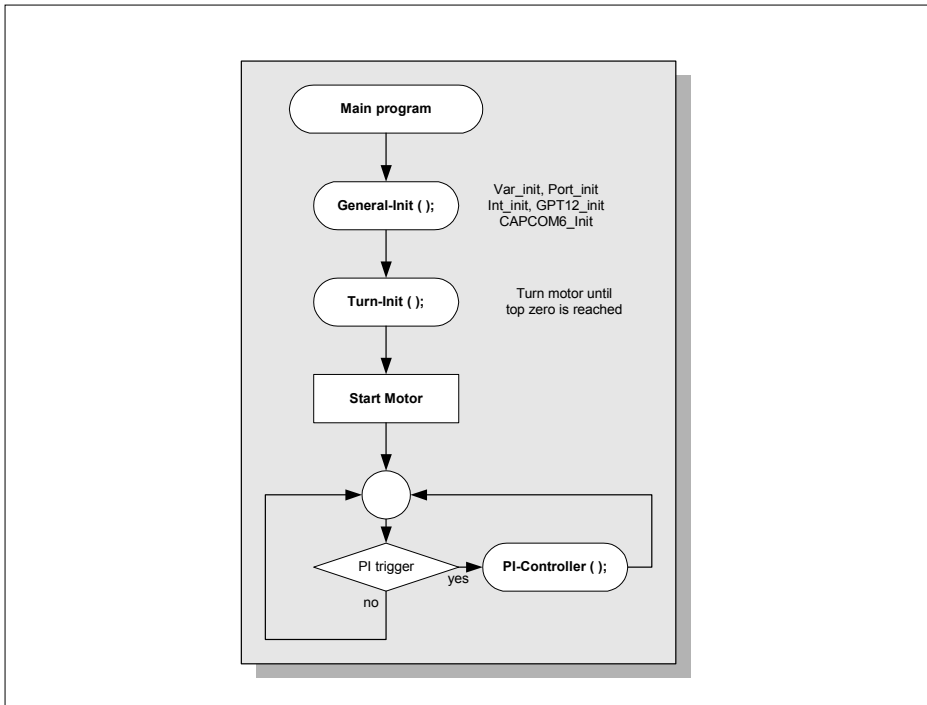 Main program
General-Init ( );
Var_init, Port_init
Int_init, GPT12_init
CAPCOM6_Init
Turn-Init ( );
Turn motor until
top zero is reached
Start Motor
PI trigger
yes
PI-Controller ( );
no